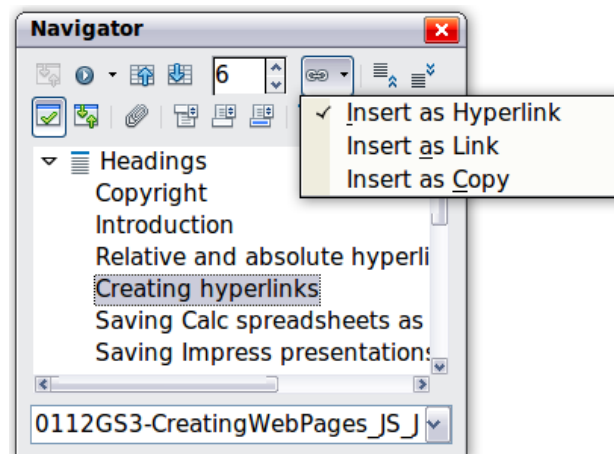 Navigator
6
Insert as Hyperlink
Insert as Link
Insert as Copy
Headings
Copyright
Introduction
Relative and absolute hyperli
Creating hyperlinks
Saving Calc spreadsheets as
Saving Impress presentations
0112GS3-CreatingWebPages_JS_J